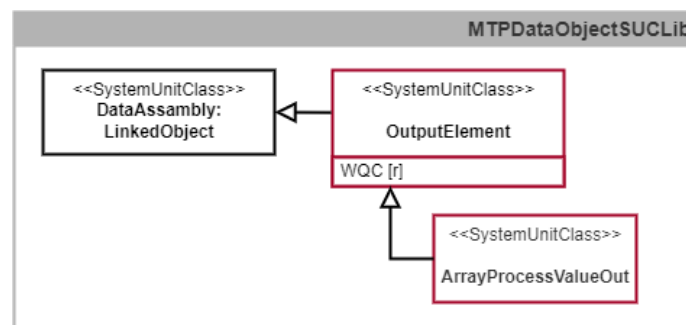 MTPDataObjectSUCLib
<<SystemUnitClass>>
DataAssambly:
LinkedObject
<<SystemUnitClass>>
OutputElement
WQC [r]
<<SystemUnitClass>>
ArrayProcessValueOut